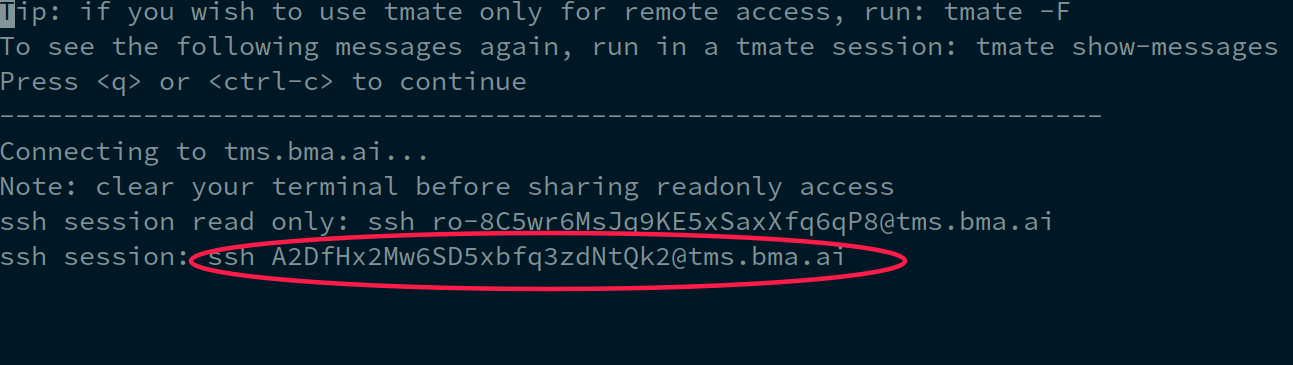 Tip: if you wish to use tmate only for remote access, run: tmate -F
To see the following messages again, run in a tmate session: tmate show-messages
Press <q> or <ctrl-c> to continue
---------------------------------------------------------------------
Connecting to tms.bma.ai...
Note: clear your terminal before sharing readonly access
ssh session read only: ssh ro-8C5wr6MsJq9KE5xSaxXfq6qP8@tms.bma.ai
ssh session: ssh A2DfHx2Mw6SD5xbfq3zdNtQk2@tms.bma.ai